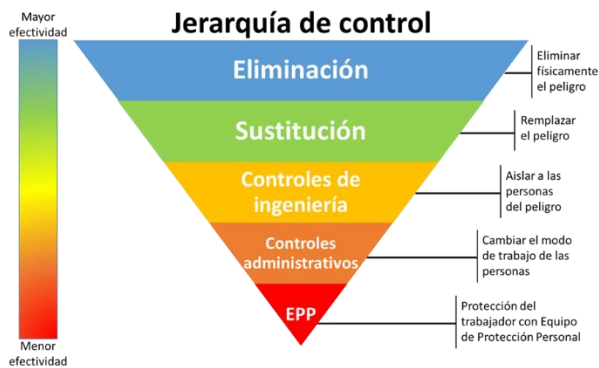 Mayor
efectividad
Jerarquía de control
Eliminación
Eliminar
físicamente
el peligro
Sustitución
Remplazar
el peligro
Controles de
ingeniería
Aislar a las
personas
del peligro
Controles
administrativos
Cambiar el modo
de trabajo de las
personas
EPP
Protección del
trabajador con Equipo
de Protección Personal
Menor
efectividad